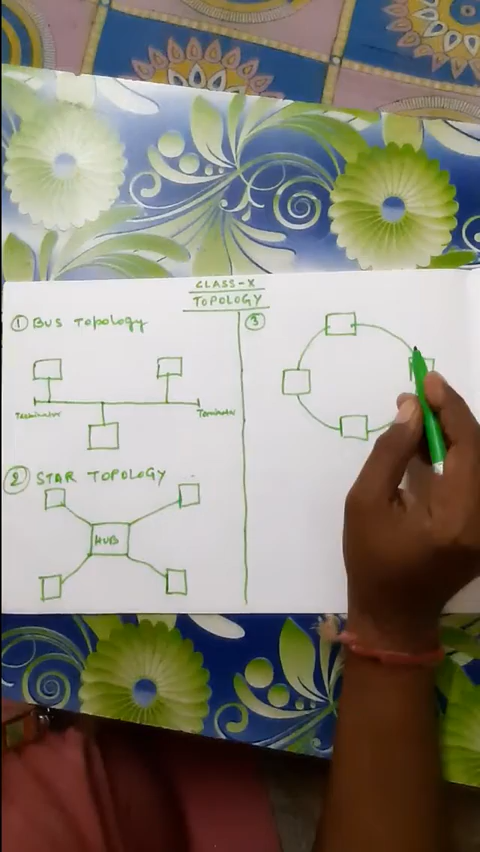 CLASS-X
TOPOLOGY
① BUS Topology
Terminator
Terminator
② STAR TOPOLOGY
HUB
③